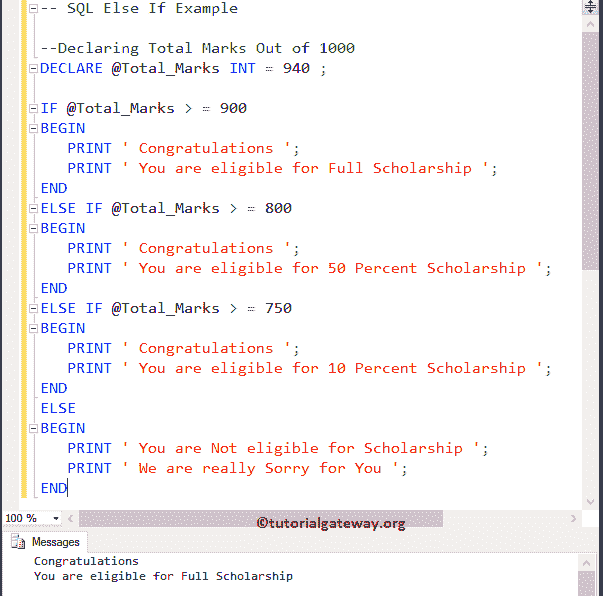 -- SQL Else If Example
--Declaring Total Marks Out of 1000
DECLARE @Total_Marks INT = 940 ;
IF @Total_Marks > = 900
BEGIN
PRINT ' Congratulations ';
PRINT ' You are eligible for Full Scholarship ';
END
ELSE IF @Total_Marks > = 800
BEGIN
PRINT ' Congratulations ';
PRINT ' You are eligible for 50 Percent Scholarship ';
END
ELSE IF @Total_Marks > = 750
BEGIN
PRINT ' Congratulations ';
PRINT ' You are eligible for 10 Percent Scholarship ';
END
ELSE
BEGIN
PRINT ' You are Not eligible for Scholarship ';
PRINT ' We are really Sorry for You ';
END
100 %
©tutorialgateway.org
Messages
Congratulations
You are eligible for Full Scholarship